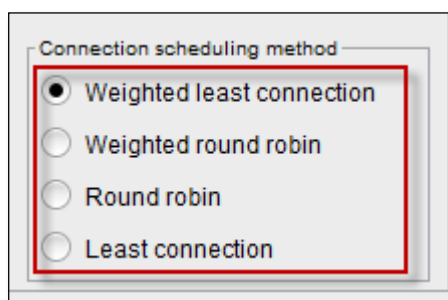 Connection scheduling method
Weighted least connection
Weighted round robin
Round robin
Least connection